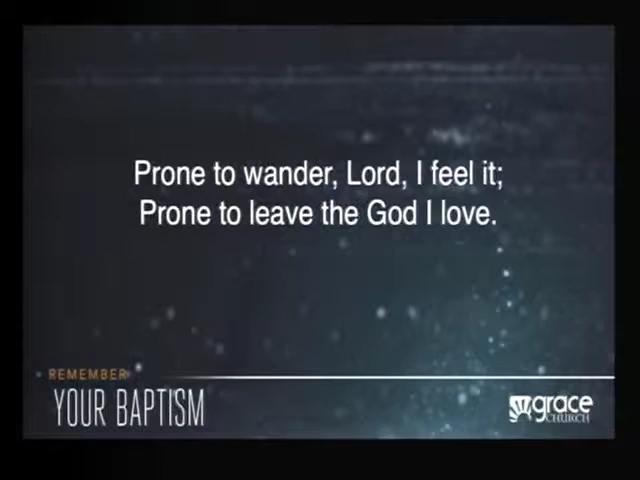 Prone to wander, Lord, I feel it;
Prone to leave the God I love.
REMEMBER
YOUR BAPTISM
grace
CHURCH